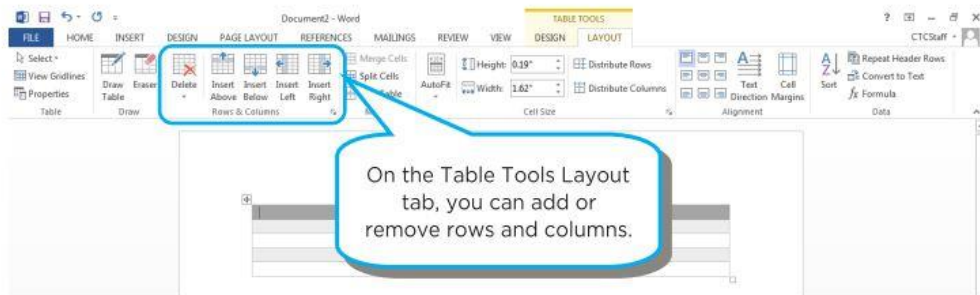 Document2 - Word
TABLE TOOLS
FILE HOME INSERT DESIGN PAGE LAYOUT REFERENCES MAILINGS REVIEW VIEW DESIGN LAYOUT CTCStaff
Select
View Gridlines
Properties
Table
Draw Table
Eraser
Draw
Delete
Insert Above
Insert Below
Insert Left
Insert Right
Rows & Columns
Merge Cells
Split Cells
Table
AutoFit
Height: 0.19"
Width: 1.62"
Distribute Rows
Distribute Columns
Cell Size
Text Direction
Cell Margins
Alignment
Sort
Repeat Header Rows
Convert to Text
fx Formula
Data
On the Table Tools Layout
tab, you can add or
remove rows and columns.